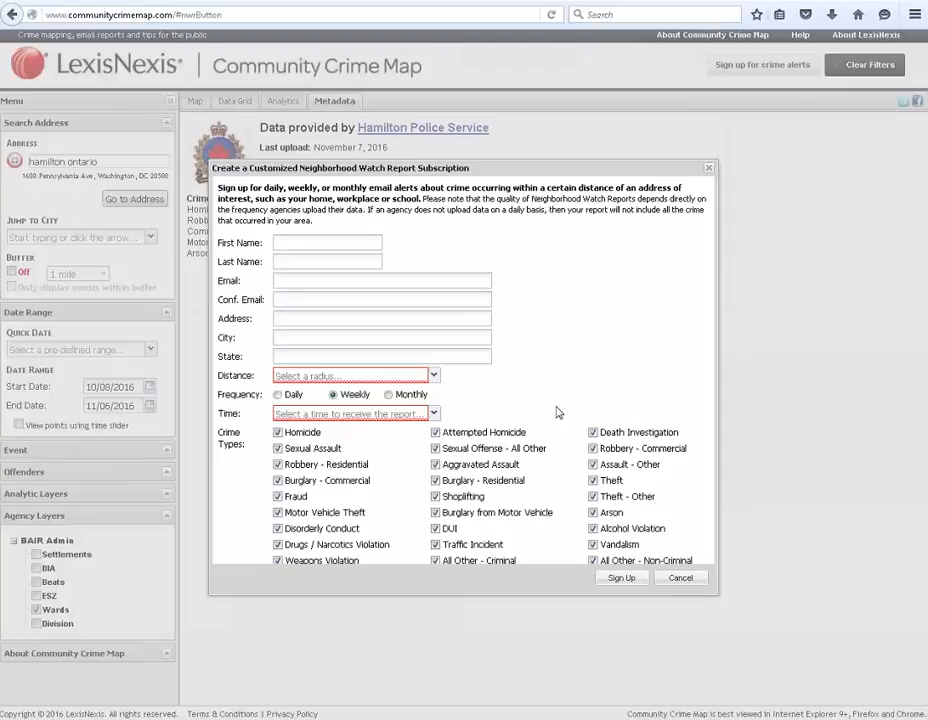 www.communitycrimemap.com/#nwrButton
Search
Crime mapping, email reports and tips for the public
About Community Crime Map Help About LexisNexis
LexisNexis® | Community Crime Map
Sign up for crime alerts Clear Filters
Menu
Map Data Grid Analytics Metadata
Search Address
ADDRESS
hamilton ontario
1600 Pennsylvania Ave, Washington, DC 20500
Go to Address
JUMP TO CITY
Start typing or click the arrow...
BUFFER
Off 1 mile
Only display events within buffer
Date Range
QUICK DATE
Select a pre-defined range...
DATE RANGE
Start Date: 10/08/2016
End Date: 11/06/2016
View points using time slider
Event
Offenders
Analytic Layers
Agency Layers
BAIR Admin
Settlements
BIA
Beats
ESZ
Wards
Division
About Community Crime Map
Data provided by Hamilton Police Service
Last upload: November 7, 2016
Crime
Robb
Com
Moto
Arson
Create a Customized Neighborhood Watch Report Subscription
Sign up for daily, weekly, or monthly email alerts about crime occurring within a certain distance of an address of
interest, such as your home, workplace or school. Please note that the quality of Neighborhood Watch Reports depends directly on
the frequency agencies upload their data. If an agency does not upload data on a daily basis, then your report will not include all the crime
that occurred in your area.
First Name:
Last Name:
Email:
Conf. Email:
Address:
City:
State:
Distance: Select a radius...
Frequency: Daily Weekly Monthly
Time: Select a time to receive the report...
Crime Types:
Homicide Attempted Homicide Death Investigation
Sexual Assault Sexual Offense - All Other Robbery - Commercial
Robbery - Residential Aggravated Assault Assault - Other
Burglary - Commercial Burglary - Residential Theft
Fraud Shoplifting Theft - Other
Motor Vehicle Theft Burglary from Motor Vehicle Arson
Disorderly Conduct DUI Alcohol Violation
Drugs / Narcotics Violation Traffic Incident Vandalism
Weapons Violation All Other - Criminal All Other - Non-Criminal
Sign Up Cancel
Copyright © 2016 LexisNexis. All rights reserved. Terms & Conditions | Privacy Policy
Community Crime Map is best viewed in Internet Explorer 9+, Firefox and Chrome.